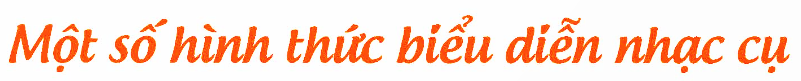 Một số hình thức biểu diễn nhạc cụ